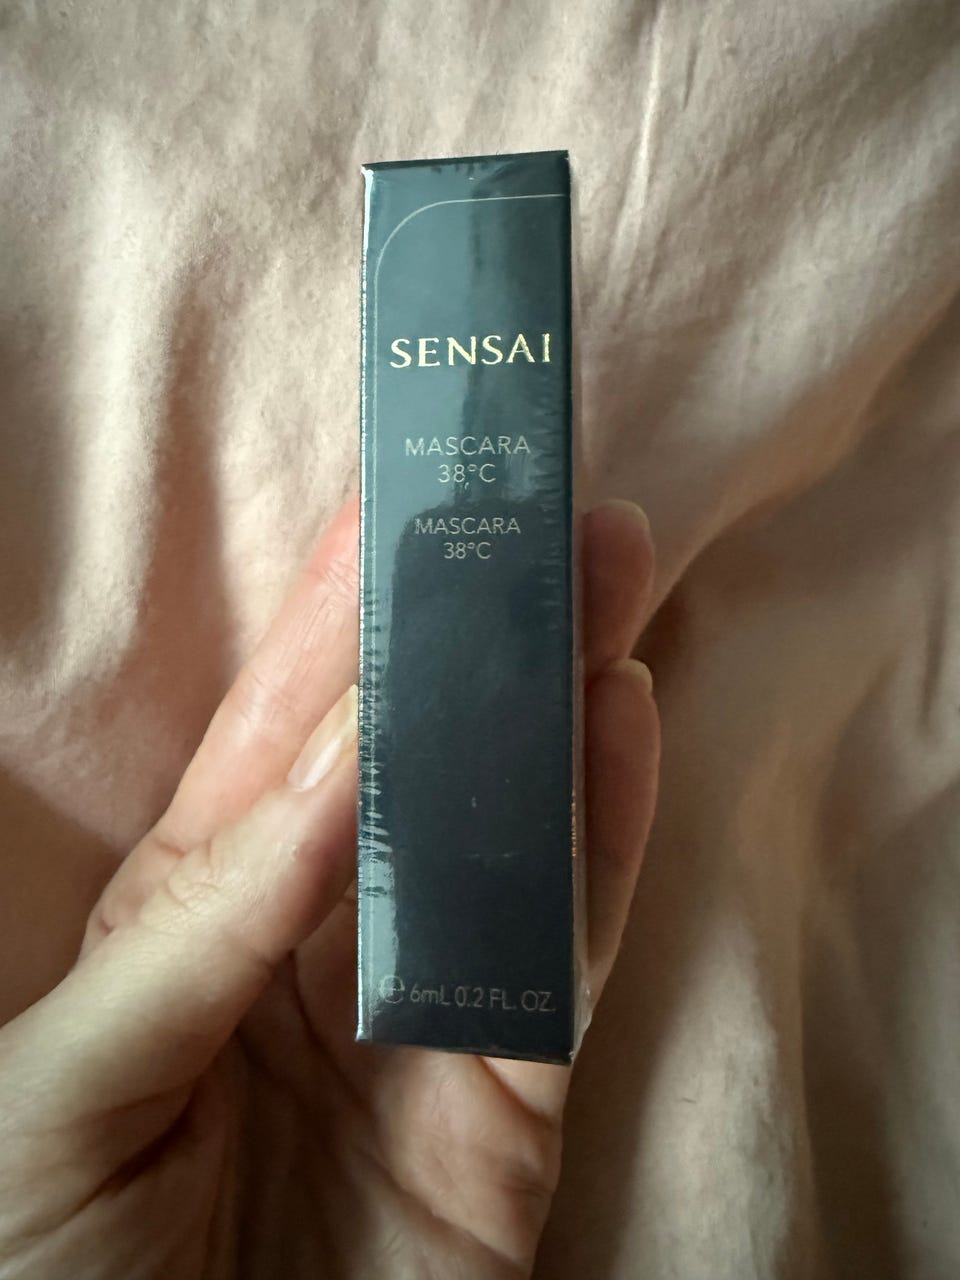 SENSAI
MASCARA
38°C
MASCARA
38°C
℮ 6mL 0.2 FL. OZ.